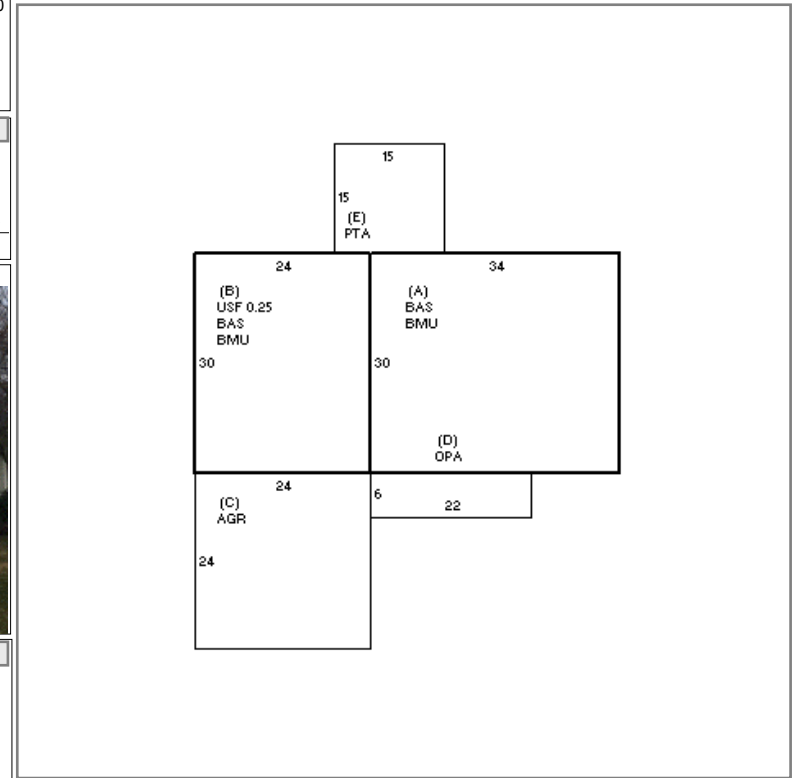 15
15
(E)
PTA
24
34
(B)
USF 0.25
BAS
BMU
(A)
BAS
BMU
30
30
(D)
OPA
24
(C)
AGR
6
22
24